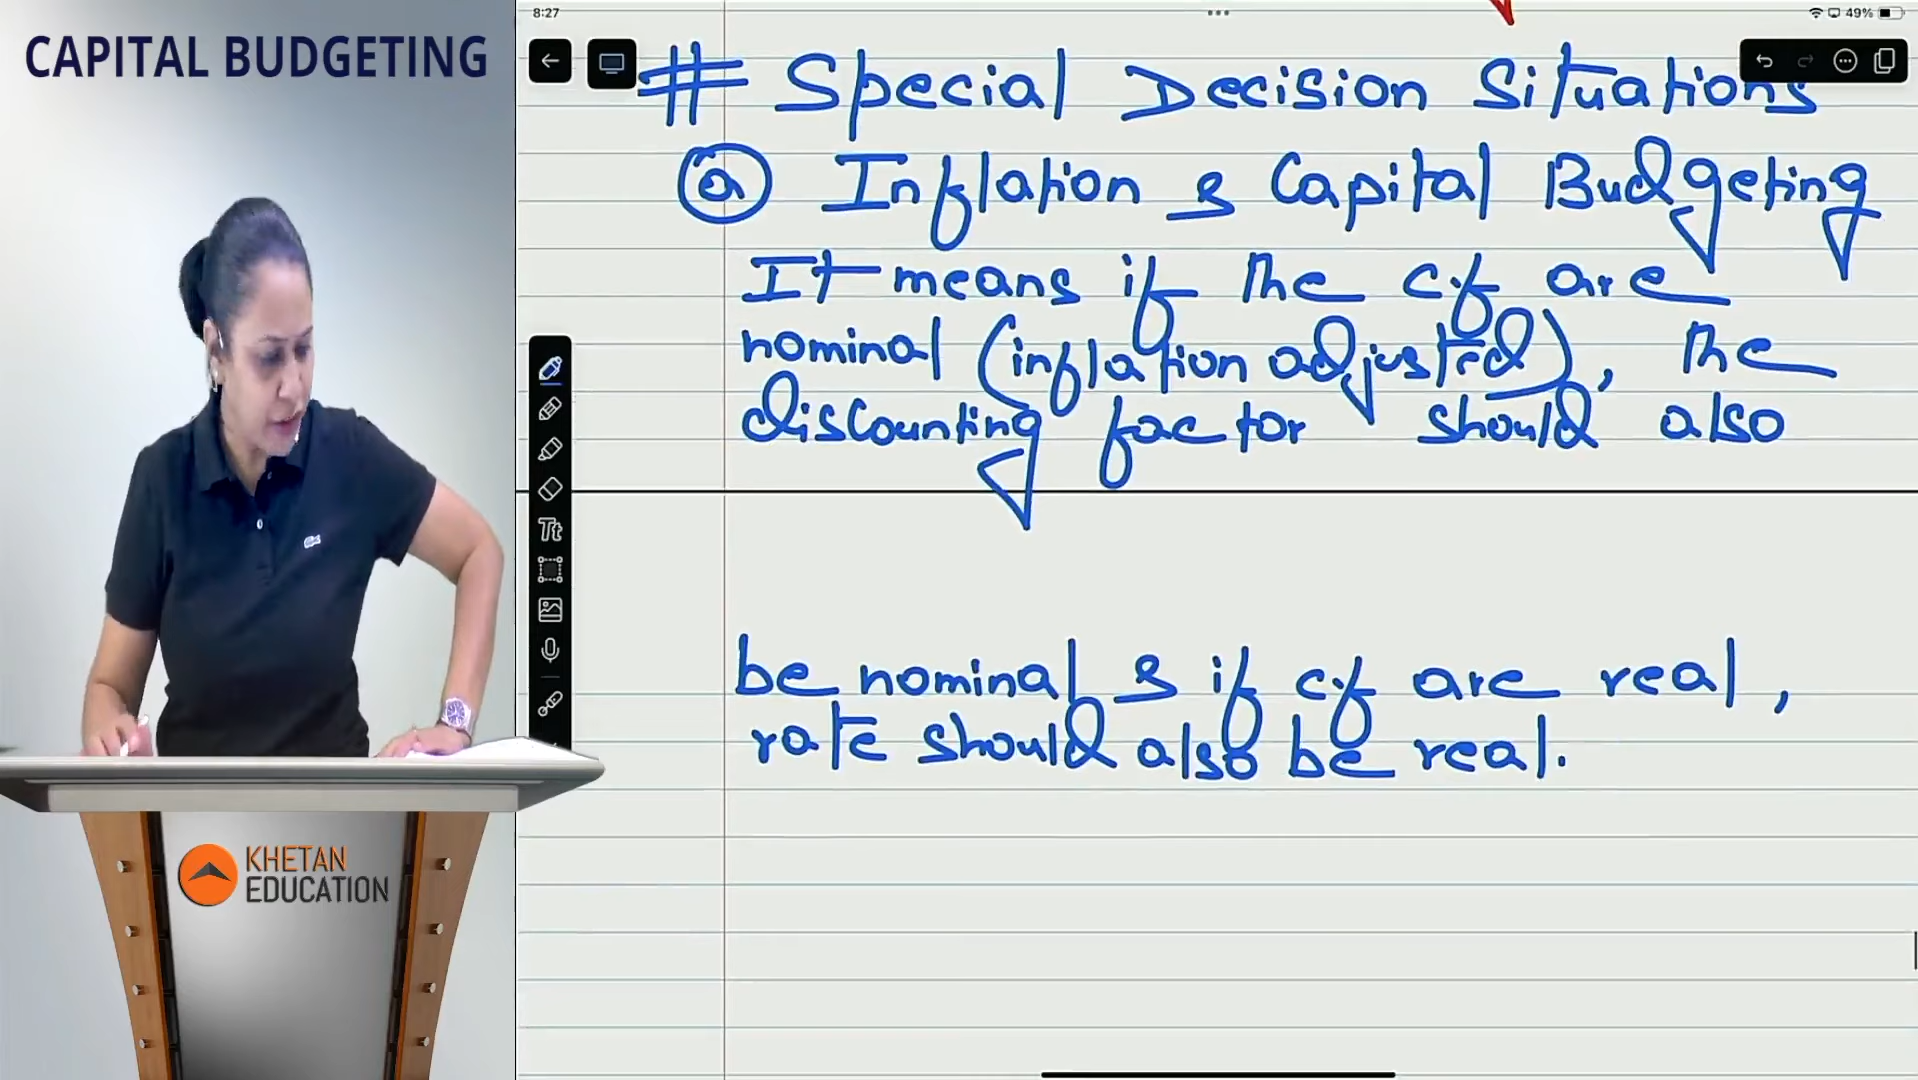 CAPITAL BUDGETING
8:27
49%
# Special Decision Situations
(a) Inflation & Capital Budgeting
It means if the c.f are
nominal (inflation adjusted), the
discounting factor should also
Tt
be nominal & if c.f are real,
rate should also be real.
KHETAN
EDUCATION